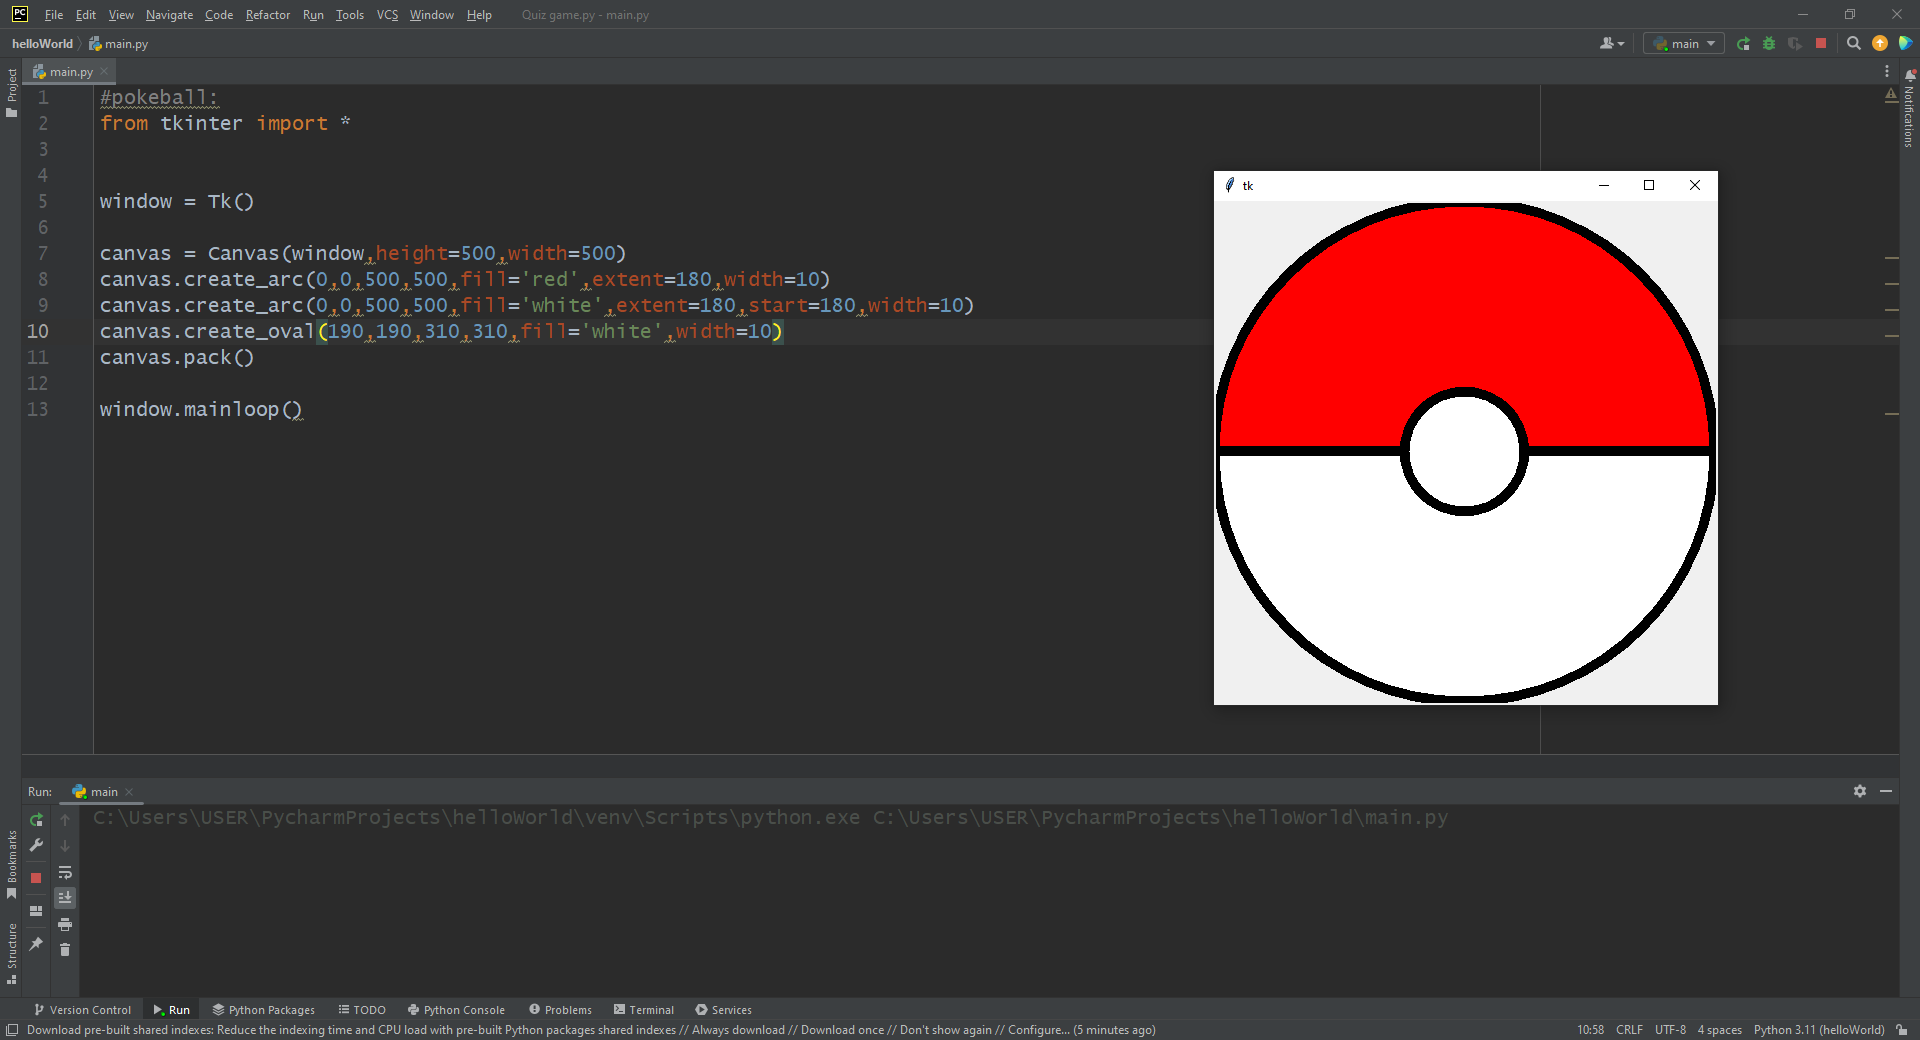 PC File Edit View Navigate Code Refactor Run Tools VCS Window Help Quiz game.py - main.py
helloWorld main.py main
Project
main.py
1 #pokeball:
2 from tkinter import *
3
4
5 window = Tk()
6
7 canvas = Canvas(window,height=500,width=500)
8 canvas.create_arc(0,0,500,500,fill='red',extent=180,width=10)
9 canvas.create_arc(0,0,500,500,fill='white',extent=180,start=180,width=10)
10 canvas.create_oval(190,190,310,310,fill='white',width=10)
11 canvas.pack()
12
13 window.mainloop()
tk
Notifications
Run: main
C:\Users\USER\PycharmProjects\helloWorld\venv\Scripts\python.exe C:\Users\USER\PycharmProjects\helloWorld\main.py
Bookmarks
Structure
Version Control Run Python Packages TODO Python Console Problems Terminal Services
Download pre-built shared indexes: Reduce the indexing time and CPU load with pre-built Python packages shared indexes // Always download // Download once // Don't show again // Configure... (5 minutes ago) 10:58 CRLF UTF-8 4 spaces Python 3.11 (helloWorld)